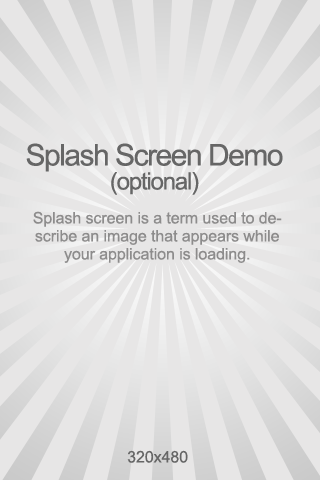 Splash Screen Demo
(optional)
Splash screen is a term used to de-
scribe an image that appears while
your application is loading.
320x480